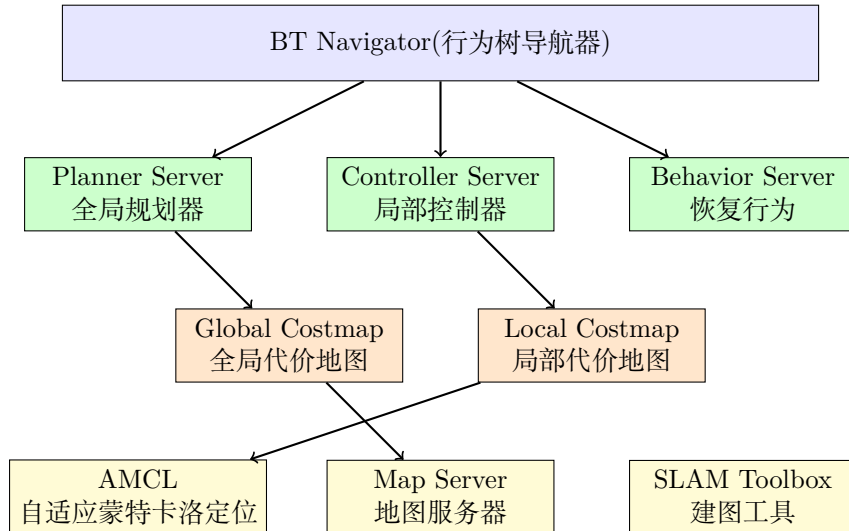 BT Navigator(行为树导航器)
Planner Server
全局规划器
Controller Server
局部控制器
Behavior Server
恢复行为
Global Costmap
全局代价地图
Local Costmap
局部代价地图
AMCL
自适应蒙特卡洛定位
Map Server
地图服务器
SLAM Toolbox
建图工具